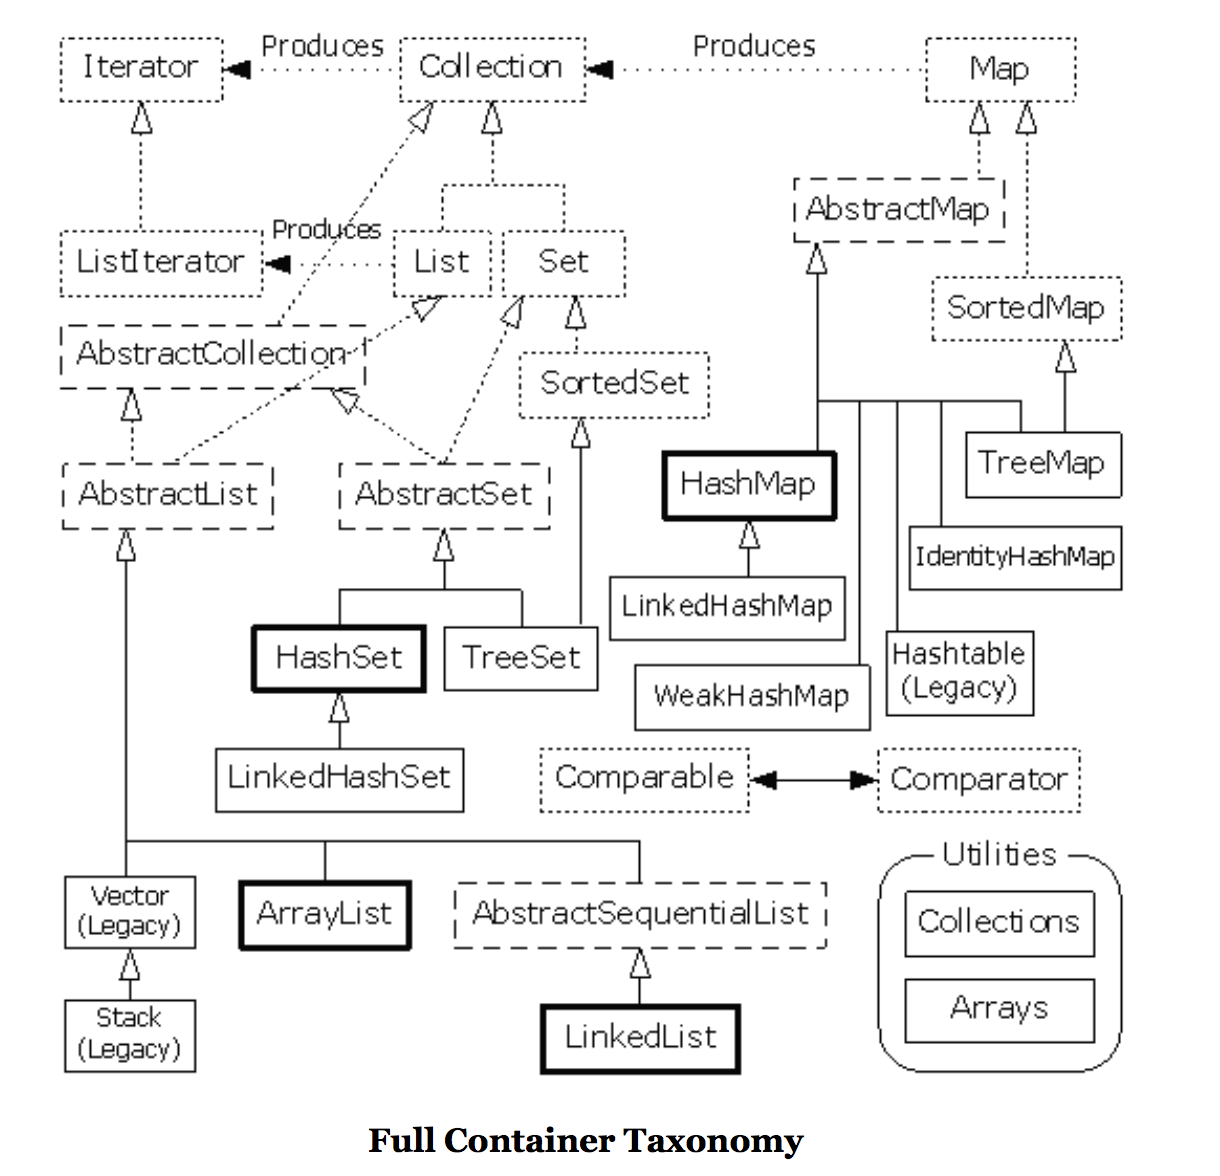 Produces
Produces
Iterator
Collection
Map
AbstractMap
Produces
ListIterator
List
Set
SortedMap
AbstractCollection
SortedSet
TreeMap
HashMap
AbstractList
AbstractSet
IdentityHashMap
LinkedHashMap
HashSet
TreeSet
Hashtable
(Legacy)
WeakHashMap
LinkedHashSet
Comparable
Comparator
Utilities
Vector
(Legacy)
ArrayList
AbstractSequentialList
Collections
Stack
(Legacy)
LinkedList
Arrays
Full Container Taxonomy